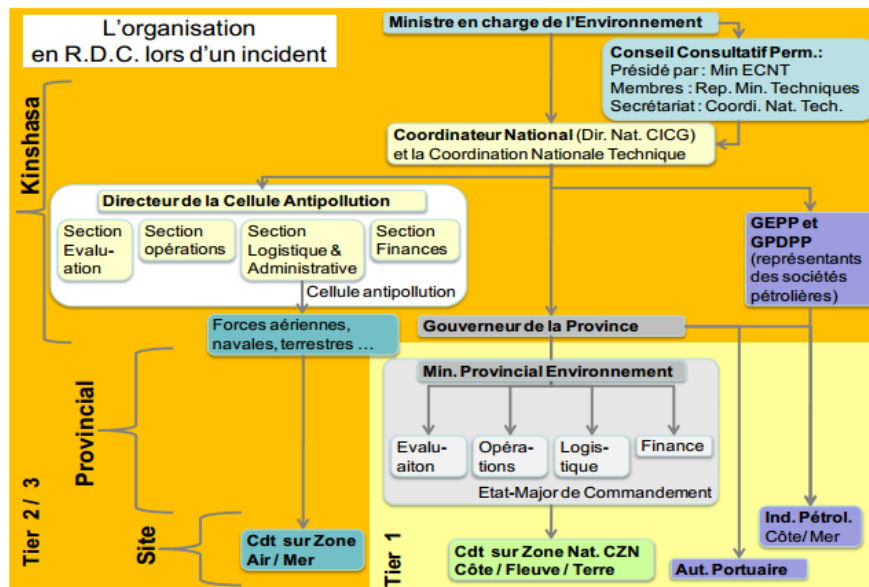 L'organisation
en R.D.C. lors d'un incident
Ministre en charge de l'Environnement
Conseil Consultatif Perm.:
Présidé par : Min ECNT
Membres : Rep. Min. Techniques
Secrétariat : Coordi. Nat. Tech.
Kinshasa
Coordinateur National (Dir. Nat. CICG)
et la Coordination Nationale Technique
Directeur de la Cellule Antipollution
Section
Evalu-
ation
Section
opérations
Section
Logistique &
Administrative
Section
Finances
Cellule antipollution
GEPP et
GPDPP
(représentants
des sociétés
pétrolières)
Forces aériennes,
navales, terrestres ...
Gouverneur de la Province
Provincial
Min. Provincial Environnement
Evalu-
aiton
Opéra-
tions
Logis-
tique
Finance
Etat-Major de Commandement
Tier 2 / 3
Site
Cdt sur Zone
Air / Mer
Tier 1
Cdt sur Zone Nat. CZN
Côte / Fleuve / Terre
Ind. Pétrol.
Côte/ Mer
Aut. Portuaire